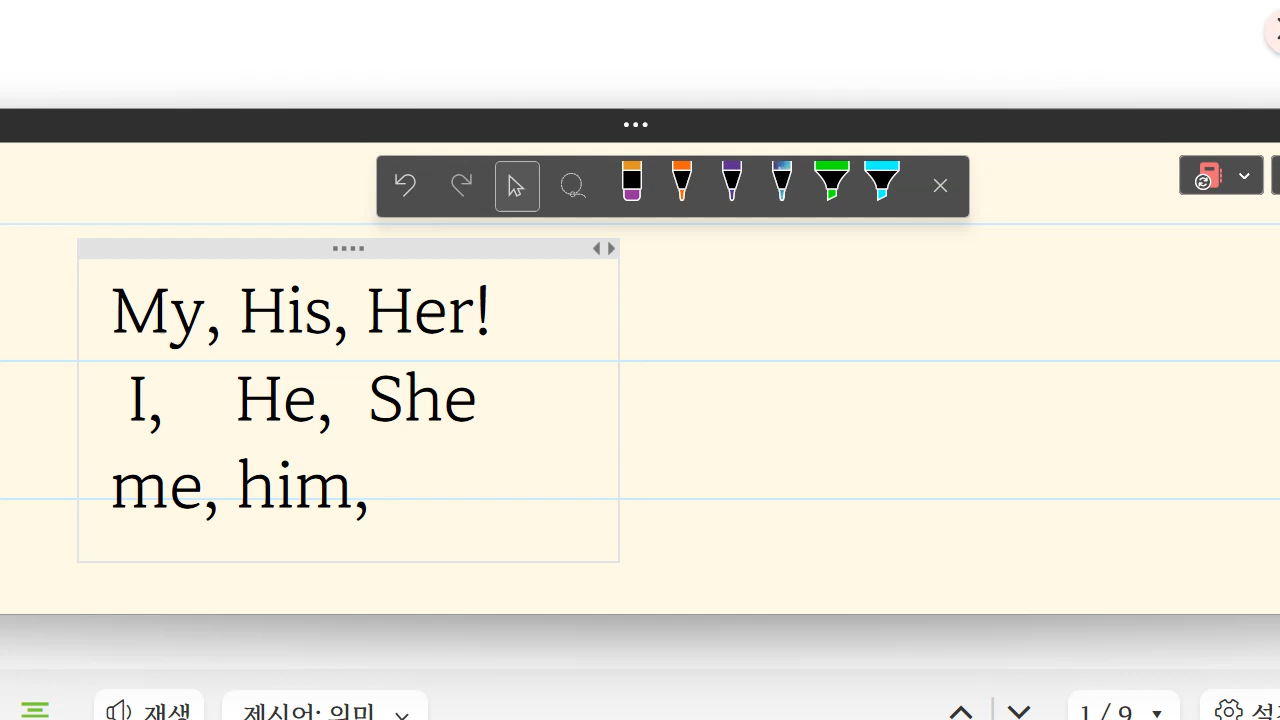 My, His, Her!
I, He, She
me, him,
재생
제시어: 의미
1 / 9